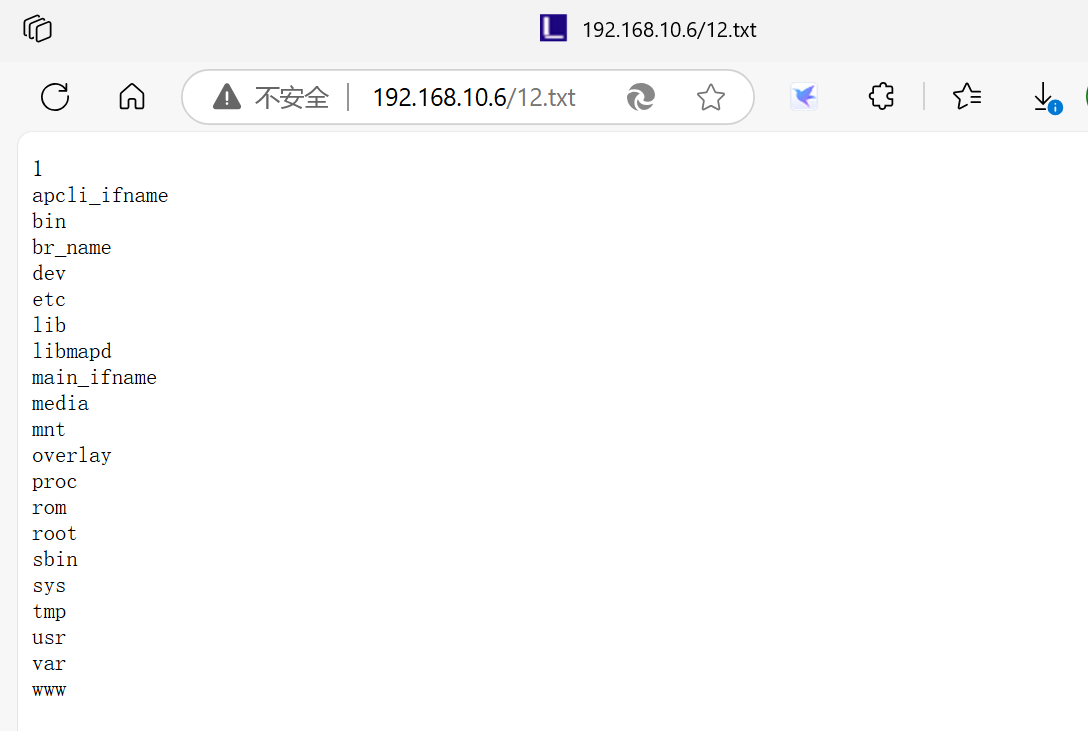 192.168.10.6/12.txt
不安全 192.168.10.6/12.txt
1
apcli_ifname
bin
br_name
dev
etc
lib
libmapd
main_ifname
media
mnt
overlay
proc
rom
root
sbin
sys
tmp
usr
var
www